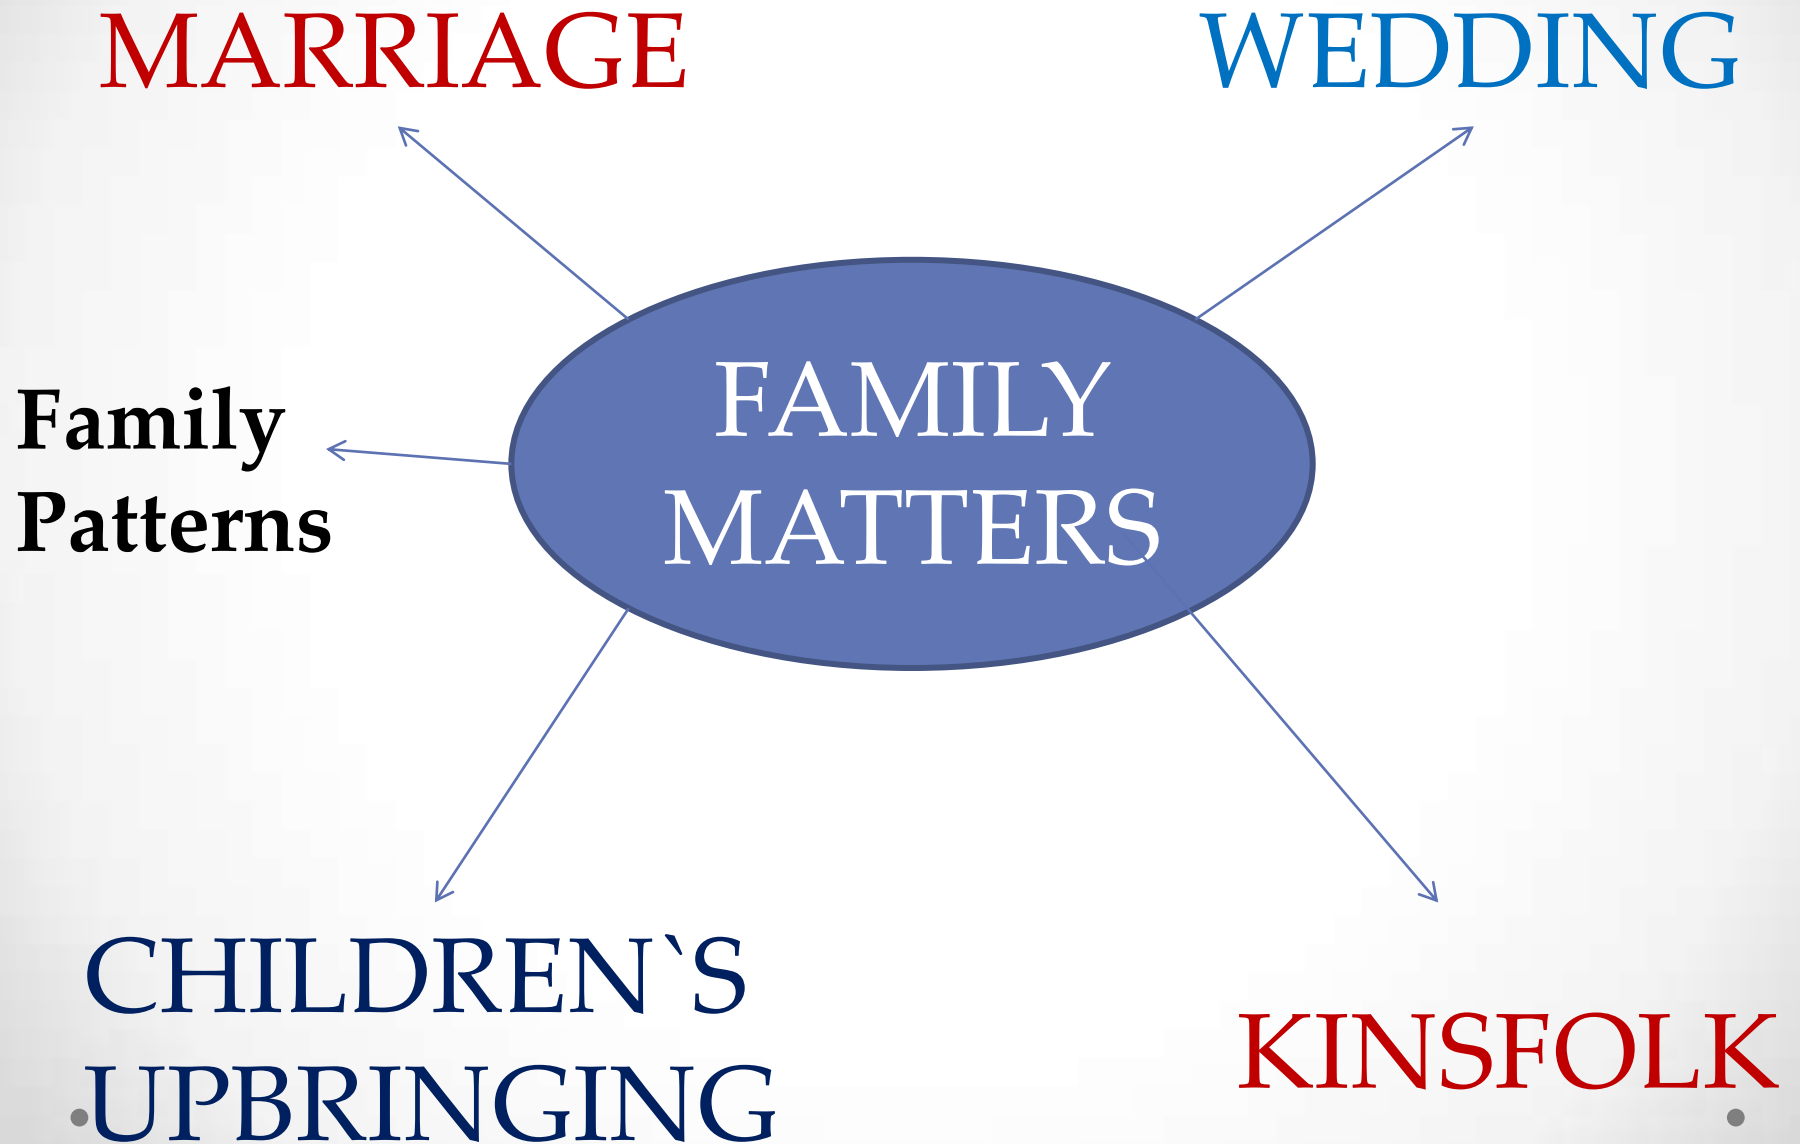 MARRIAGE
WEDDING
Family
Patterns
FAMILY
MATTERS
CHILDREN`S
UPBRINGING
KINSFOLK